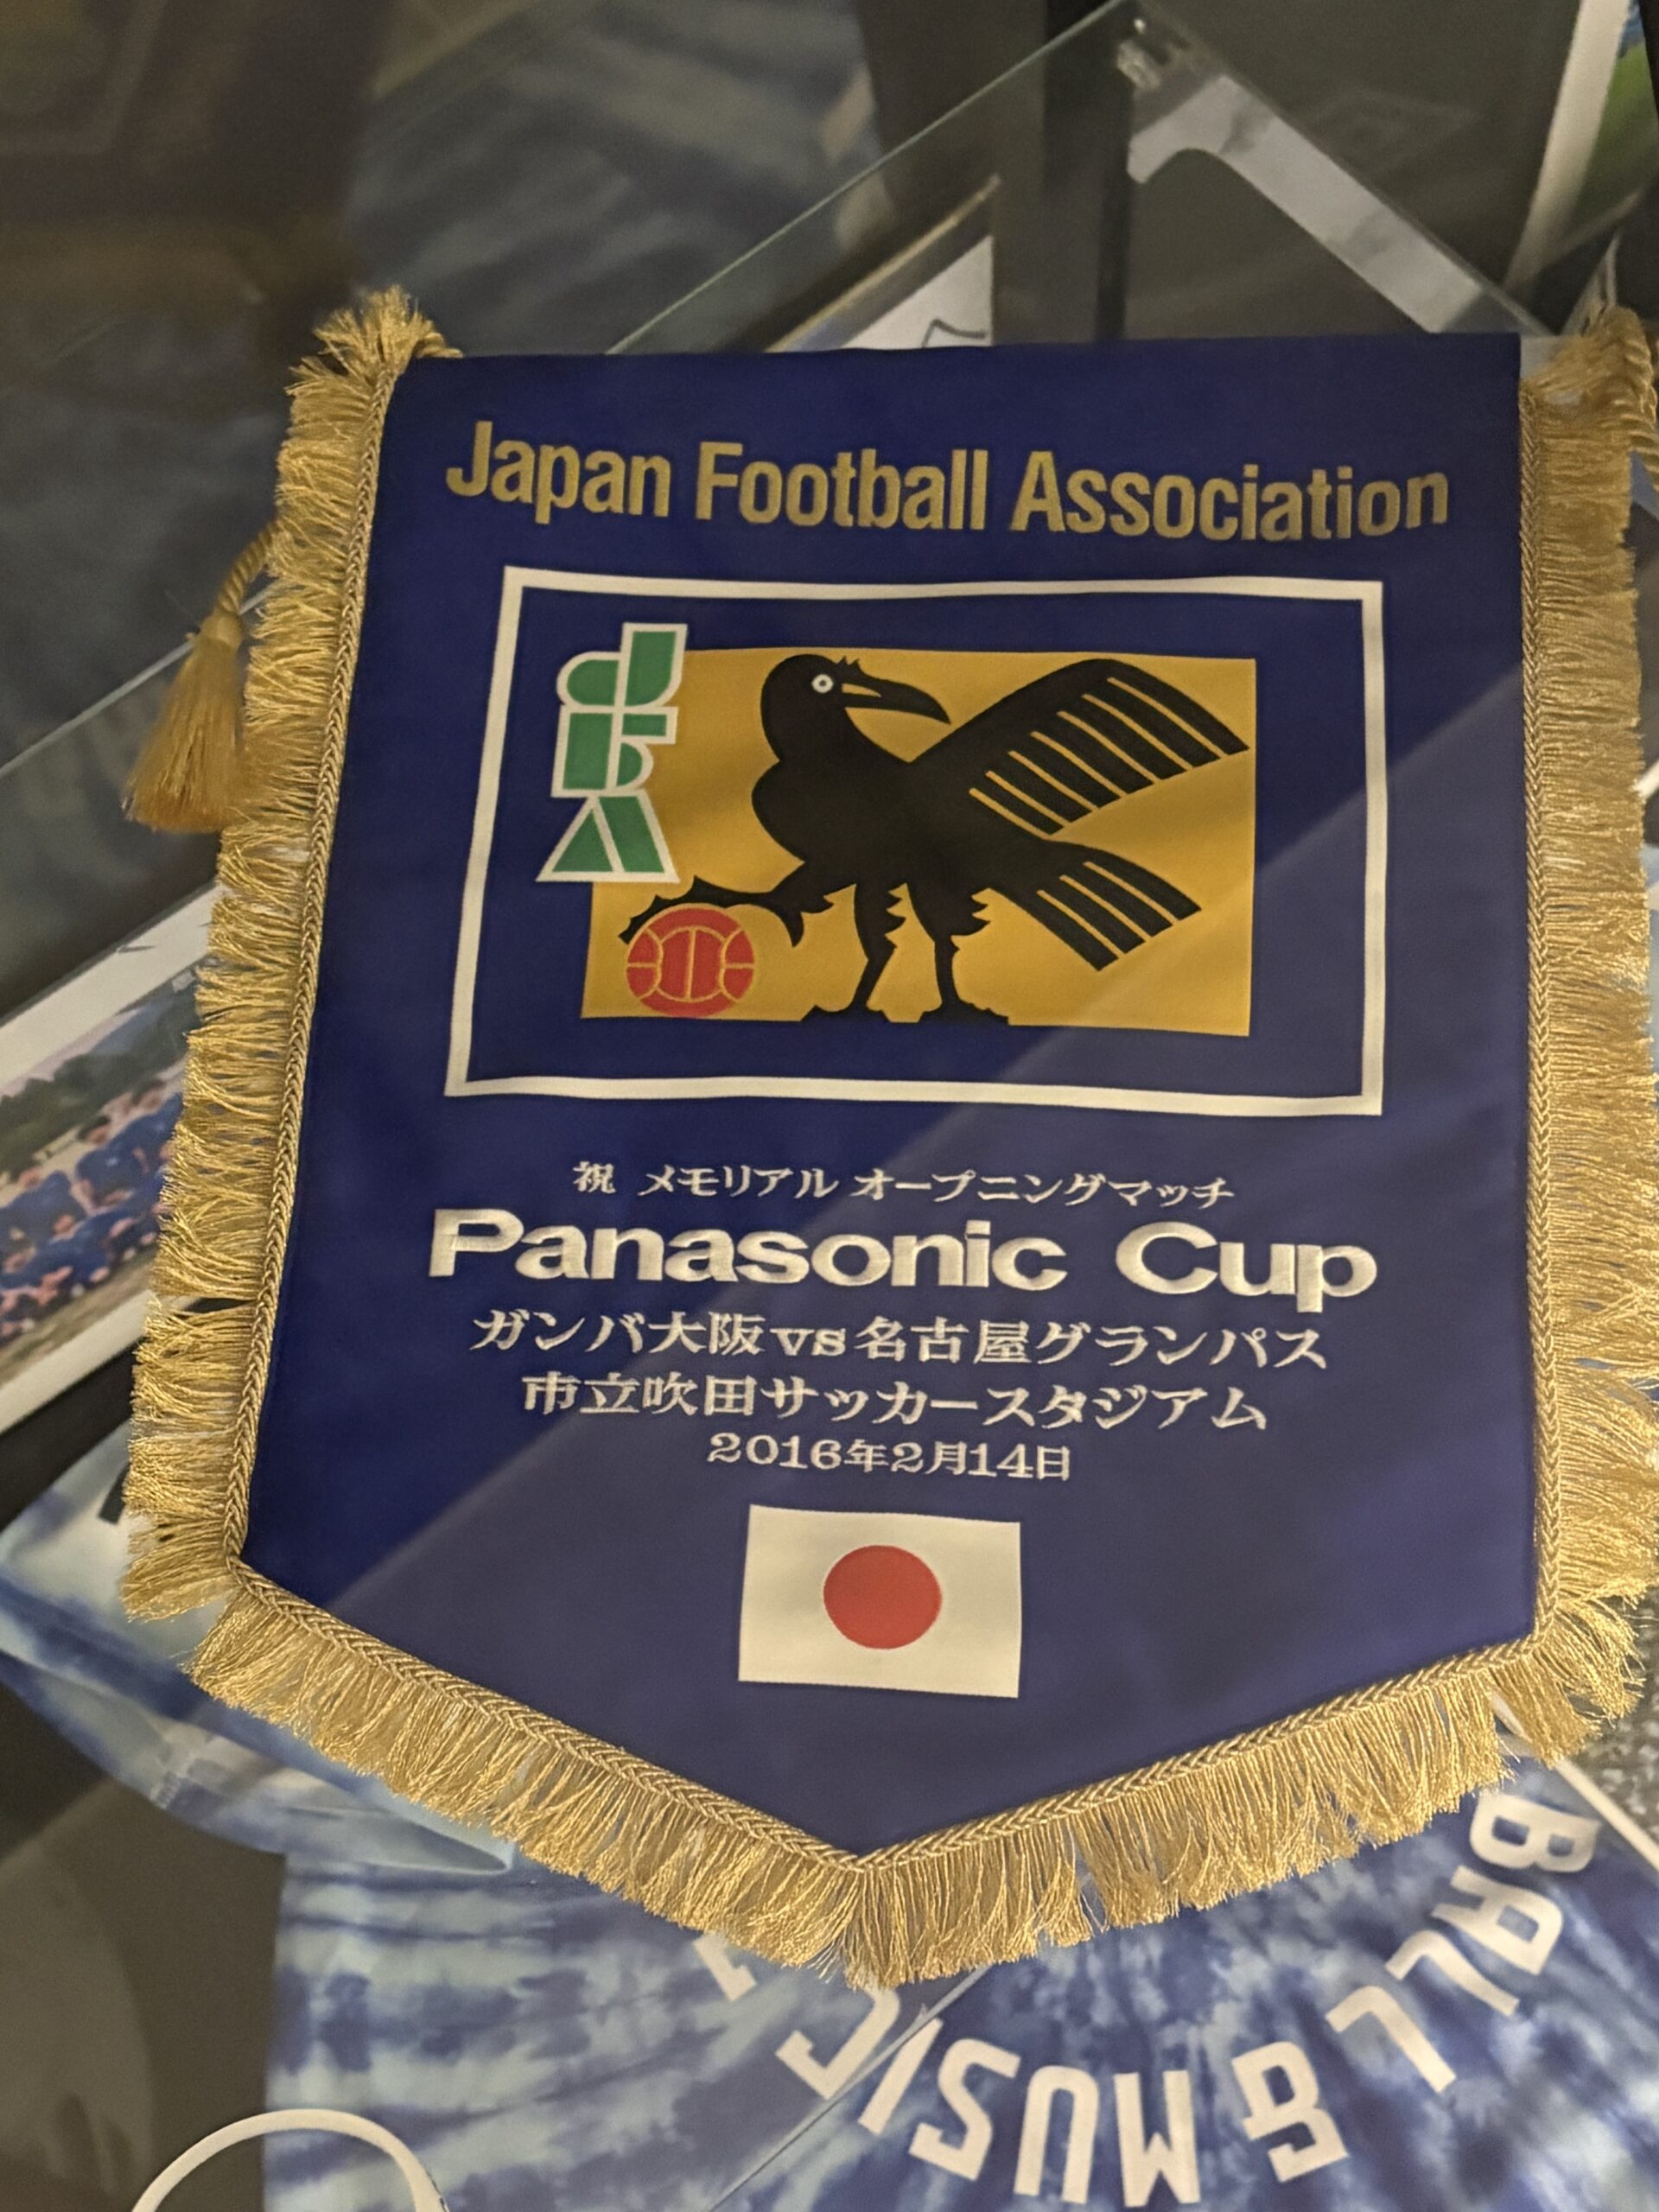 Japan Football Association
JFA
祝 メモリアル オープニングマッチ
Panasonic Cup
ガンバ大阪vs名古屋グランパス
市立吹田サッカースタジアム
2016年2月14日
BALL & MUSIC